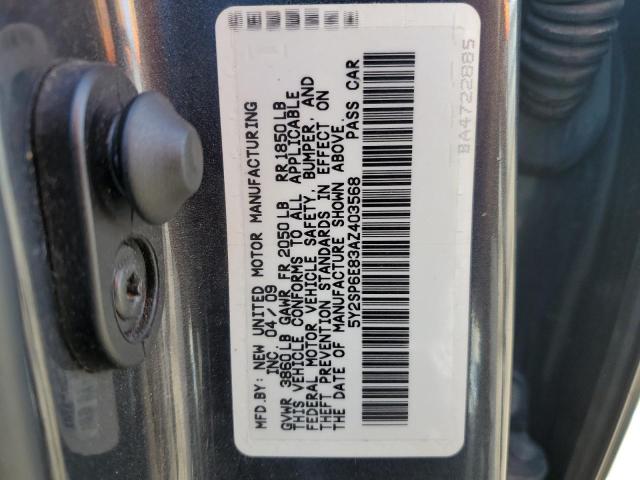 MFD.BY: NEW UNITED MOTOR MANUFACTURING
INC. 04/09
GVWR 3860LB GAWR FR 2050LB RR 1850LB
THIS VEHICLE CONFORMS TO ALL APPLICABLE
FEDERAL MOTOR VEHICLE SAFETY, BUMPER, AND
THEFT PREVENTION STANDARDS IN EFFECT ON
THE DATE OF MANUFACTURE SHOWN ABOVE.
5Y2SP6E83AZ403568 PASS CAR
BA4722885